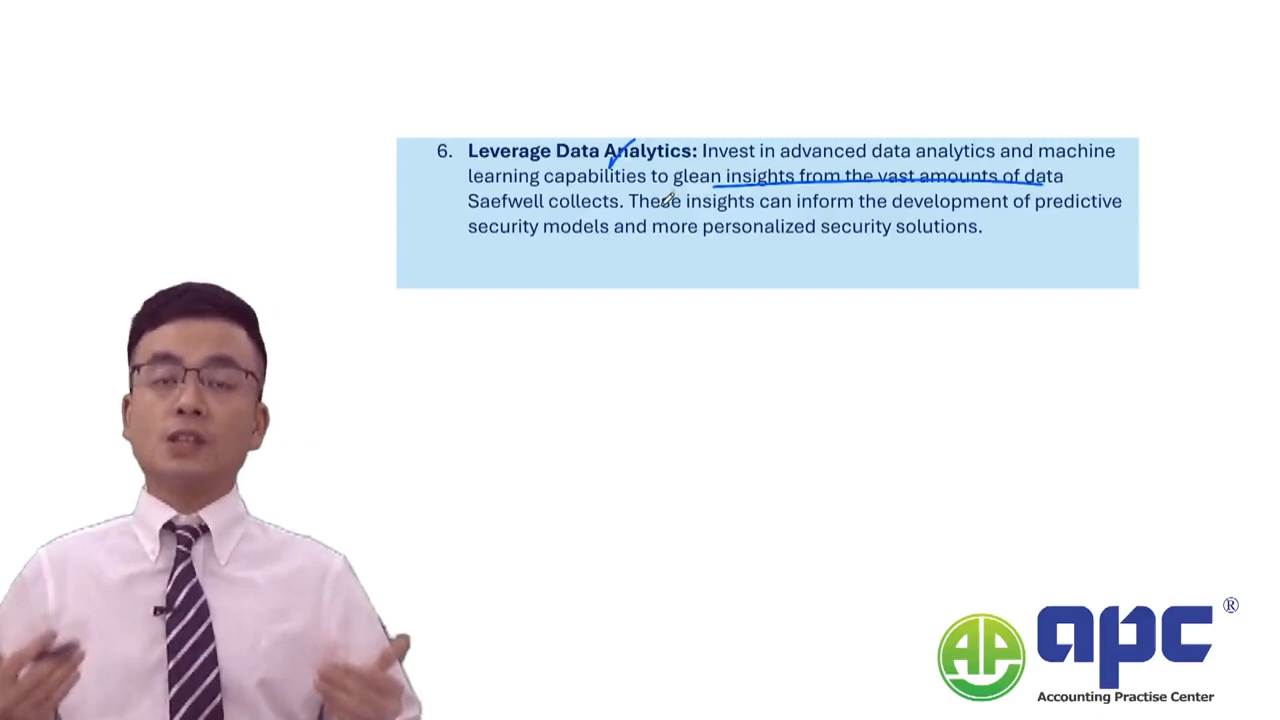 6. Leverage Data Analytics: Invest in advanced data analytics and machine
learning capabilities to glean insights from the vast amounts of data
Saefwell collects. These insights can inform the development of predictive
security models and more personalized security solutions.
AP
apc ®
Accounting Practise Center